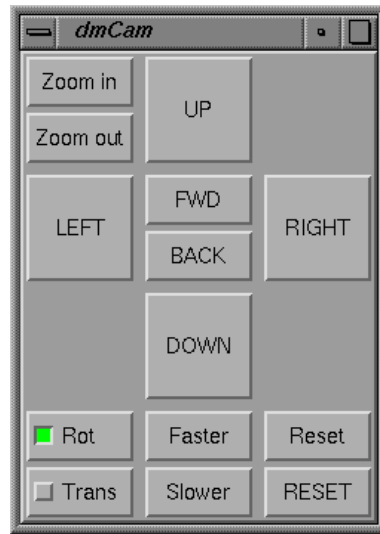 dmCam
Zoom in
UP
Zoom out
LEFT
FWD
RIGHT
BACK
DOWN
Rot
Faster
Reset
Trans
Slower
RESET